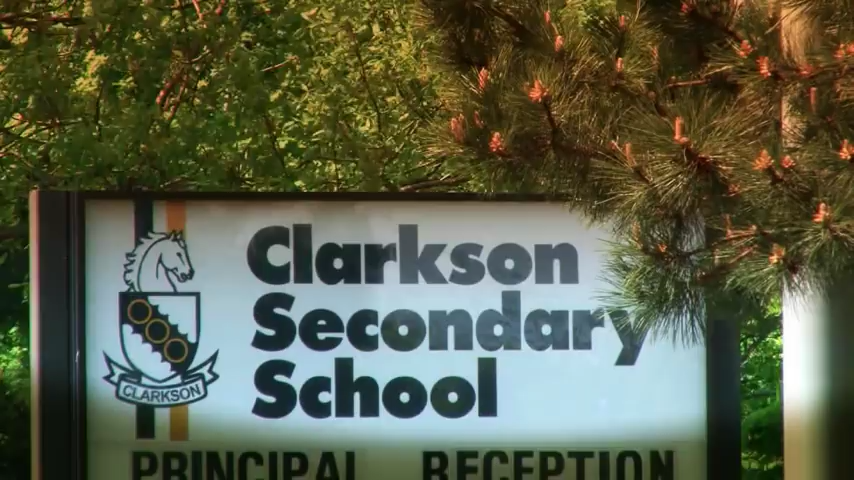 Clarkson
Secondary
School
CLARKSON
PRINCIPAL RECEPTION